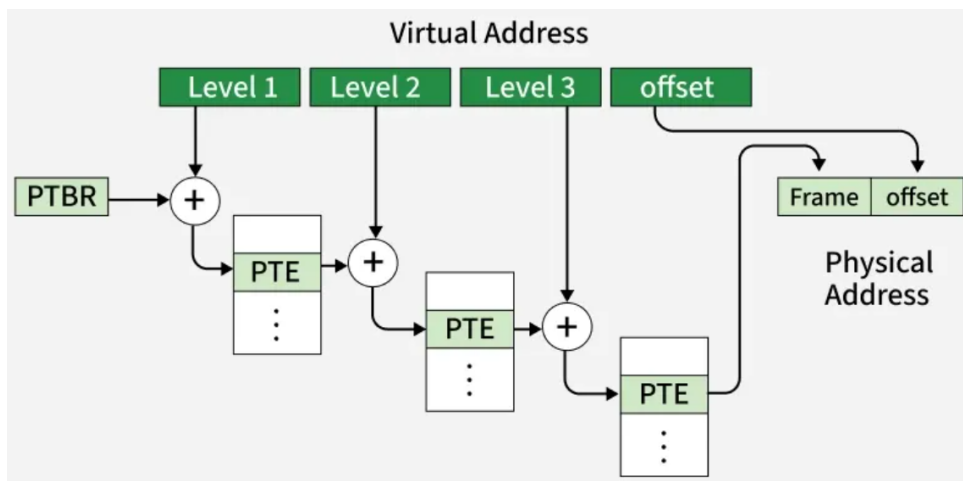 Virtual Address
Level 1 Level 2 Level 3 offset
PTBR + Frame offset
PTE + Physical
Address
PTE +
PTE